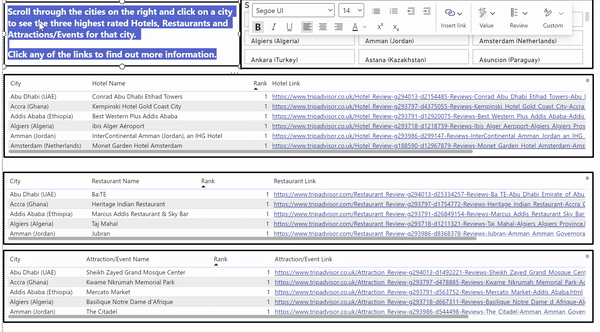 Scroll through the cities on the right and click on a city
to see the three highest rated Hotels, Restaurants and
Attractions/Events for that city.
Click any of the links to find out more information.
S
Segoe UI 14
B I U A Insert link Value Review Custom
Algiers (Algeria) Amman (Jordan) Amsterdam (Netherlands)
Ankara (Turkey) Astana (Kazakhstan) Asuncion (Paraguay)
City Hotel Name Rank Hotel Link
Abu Dhabi (UAE) Conrad Abu Dhabi Etihad Towers 1 https://www.tripadvisor.co.uk/Hotel_Review-g294013-d2154485-Reviews-Conrad_Abu_Dhabi_Etihad_Towers-Abu_
Accra (Ghana) Kempinski Hotel Gold Coast City 1 https://www.tripadvisor.co.uk/Hotel_Review-g293797-d4375055-Reviews-Kempinski_Hotel_Gold_Coast_City-Accra_
Addis Ababa (Ethiopia) Best Western Plus Addis Ababa 1 https://www.tripadvisor.co.uk/Hotel_Review-g293791-d12920075-Reviews-Best_Western_Plus_Addis_Ababa-Addis_
Algiers (Algeria) ibis Alger Aéroport 1 https://www.tripadvisor.co.uk/Hotel_Review-g293718-d1218759-Reviews-Ibis_Alger_Aeroport-Algiers_Algiers_Prov
Amman (Jordan) InterContinental Amman (Jordan), an IHG Hotel 1 https://www.tripadvisor.co.uk/Hotel_Review-g293986-d299147-Reviews-InterContinental_Amman_Jordan_an_IHG_
Amsterdam (Netherlands) Monet Garden Hotel Amsterdam 1 https://www.tripadvisor.co.uk/Hotel_Review-g188590-d12967879-Reviews-Monet_Garden_Hotel_Amsterdam-Ams
City Restaurant Name Rank Restaurant Link
Abu Dhabi (UAE) Ba:TE 1 https://www.tripadvisor.com/Restaurant_Review-g294013-d25334257-Reviews-Ba_TE-Abu_Dhabi_Emirate_of_Abu_
Accra (Ghana) Heritage Indian Restaurant 1 https://www.tripadvisor.co.uk/Restaurant_Review-g293797-d1754772-Reviews-Heritage_Indian_Restaurant-Accra_G
Addis Ababa (Ethiopia) Marcus Addis Restaurant & Sky Bar 1 https://www.tripadvisor.co.uk/Restaurant_Review-g293791-d26849154-Reviews-Marcus_Addis_Restaurant_Sky_Bar
Algiers (Algeria) Taj Mahal 1 https://www.tripadvisor.co.uk/Restaurant_Review-g293718-d1211321-Reviews-Taj_Mahal-Algiers_Algiers_Province.
Amman (Jordan) Jubran 1 https://www.tripadvisor.co.uk/Restaurant_Review-g293986-d8368378-Reviews-Jubran-Amman_Amman_Governora
City Attraction/Event Name Rank Attraction/Event Link
Abu Dhabi (UAE) Sheikh Zayed Grand Mosque Center 1 https://www.tripadvisor.co.uk/Attraction_Review-g294013-d1492221-Reviews-Sheikh_Zayed_Grand_Mosque_Cen
Accra (Ghana) Kwame Nkrumah Memorial Park 1 https://www.tripadvisor.co.uk/Attraction_Review-g293797-d478885-Reviews-Kwame_Nkrumah_Memorial_Park-Ac
Addis Ababa (Ethiopia) Mercato Market 1 https://www.tripadvisor.co.uk/Attraction_Review-g293791-d563752-Reviews-Mercato_Market-Addis_Ababa.html
Algiers (Algeria) Basilique Notre Dame d'Afrique 1 https://www.tripadvisor.co.uk/Attraction_Review-g293718-d667311-Reviews-Basilique_Notre_Dame_d_Afrique-Alg
Amman (Jordan) The Citadel 1 https://www.tripadvisor.co.uk/Attraction_Review-g293986-d554498-Reviews-The_Citadel-Amman_Amman_Gover